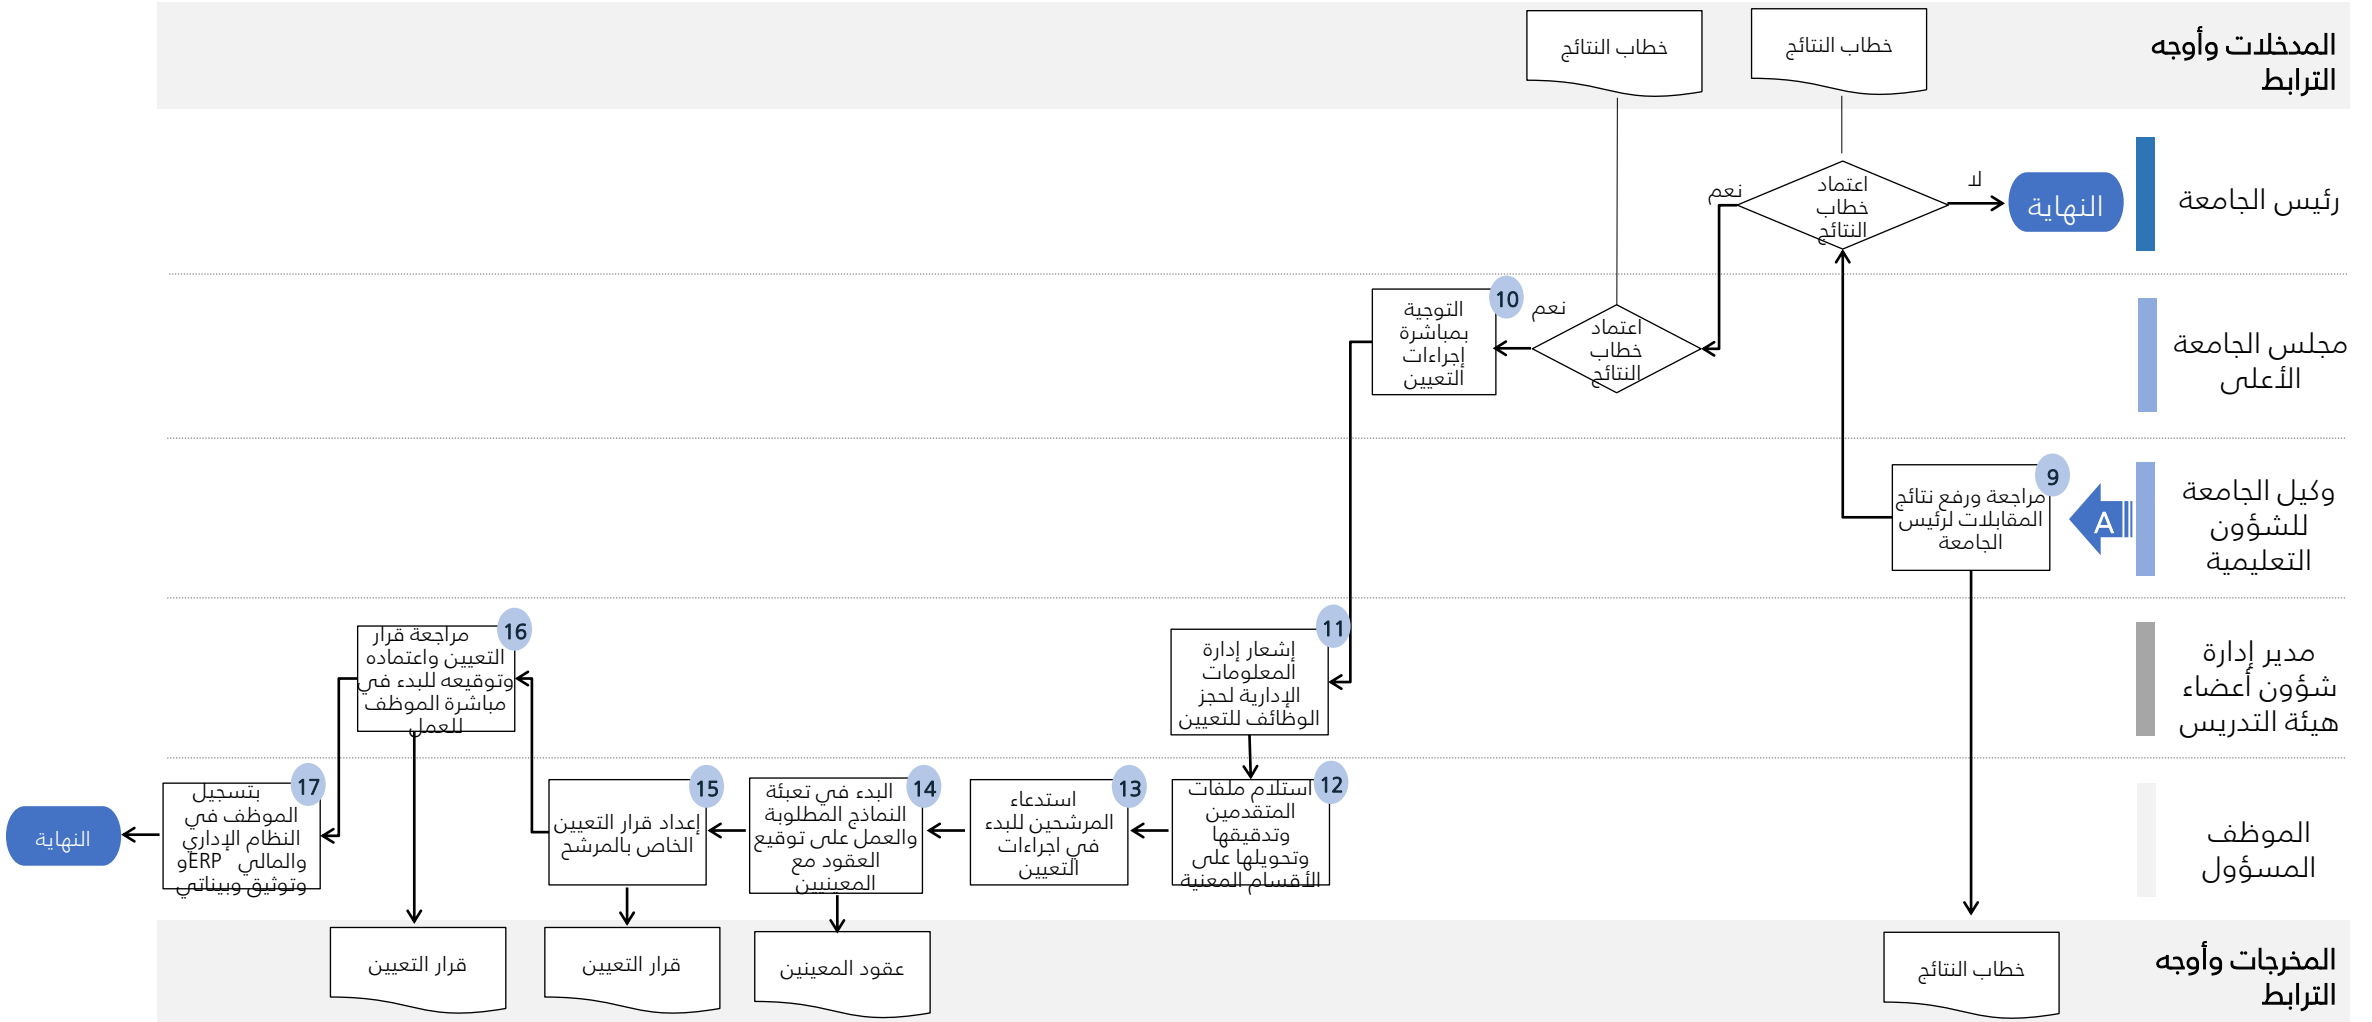 المدخلات وأوجه
الترابط
خطاب النتائج
خطاب النتائج
رئيس الجامعة
النهاية
لا
اعتماد
خطاب
النتائج
نعم
مجلس الجامعة
الأعلى
اعتماد
خطاب
النتائج
نعم
10
التوجية
بمباشرة
إجراءات
التعيين
وكيل الجامعة
للشؤون
التعليمية
A
9
مراجعة ورفع نتائج
المقابلات لرئيس
الجامعة
مدير إدارة
شؤون أعضاء
هيئة التدريس
11
إشعار إدارة
المعلومات
الإدارية لحجز
الوظائف للتعيين
16
مراجعة قرار
التعيين واعتماده
وتوقيعه للبدء في
مباشرة الموظف
للعمل
الموظف
المسؤول
12
استلام ملفات
المتقدمين
وتدقيقها
وتحويلها على
الأقسام المعنية
13
استدعاء
المرشحين للبدء
في اجراءات
التعيين
14
البدء في تعبئة
النماذج المطلوبة
والعمل على توقيع
العقود مع
المعينيين
15
إعداد قرار التعيين
الخاص بالمرشح
17
بتسجيل
الموظف في
النظام الإداري
والمالي ERPو
وتوثيق وبيناتي
النهاية
المخرجات وأوجه
الترابط
خطاب النتائج
عقود المعينين
قرار التعيين
قرار التعيين